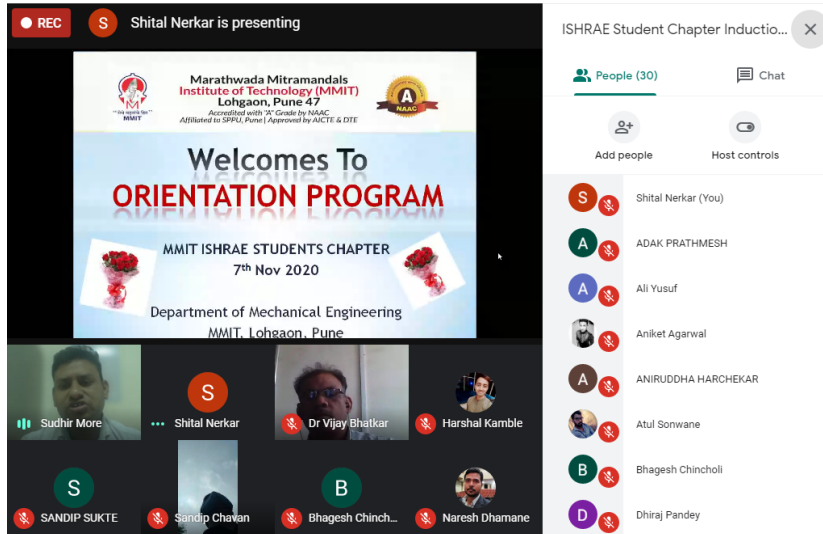 REC
S
Shital Nerkar is presenting
Marathwada Mitramandals
Institute of Technology (MMIT)
Lohgaon, Pune 47
Accredited with "A" Grade by NAAC
Affiliated to SPPU, Pune | Approved by AICTE & DTE
MMIT
A
NAAC
Welcomes To
ORIENTATION PROGRAM
MMIT ISHRAE STUDENTS CHAPTER
7th Nov 2020
Department of Mechanical Engineering
MMIT, Lohgaon, Pune
Sudhir More
S
Shital Nerkar
Dr Vijay Bhatkar
Harshal Kamble
S
SANDIP SUKTE
Sandip Chavan
B
Bhagesh Chinch...
Naresh Dhamane
ISHRAE Student Chapter Inductio...
People (30)
Chat
Add people
Host controls
S
Shital Nerkar (You)
A
ADAK PRATHMESH
A
Ali Yusuf
Aniket Agarwal
A
ANIRUDDHA HARCHEKAR
Atul Sonwane
B
Bhagesh Chincholi
D
Dhiraj Pandey